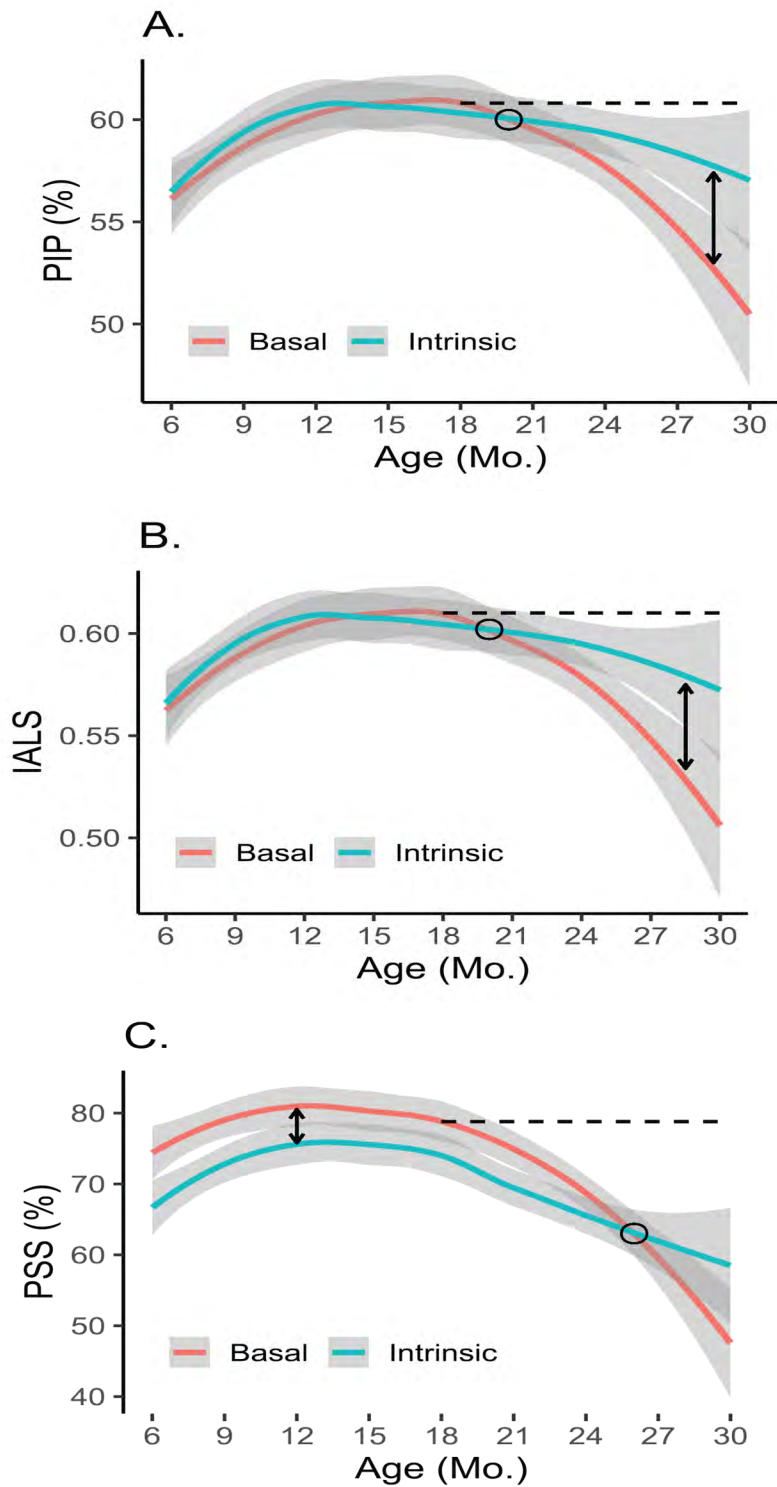 A.
PIP (%)
60
55
50
Basal Intrinsic
6 9 12 15 18 21 24 27 30
Age (Mo.)
B.
IALS
0.60
0.55
0.50
Basal Intrinsic
6 9 12 15 18 21 24 27 30
Age (Mo.)
C.
PSS (%)
80
70
60
50
40
Basal Intrinsic
6 9 12 15 18 21 24 27 30
Age (Mo.)